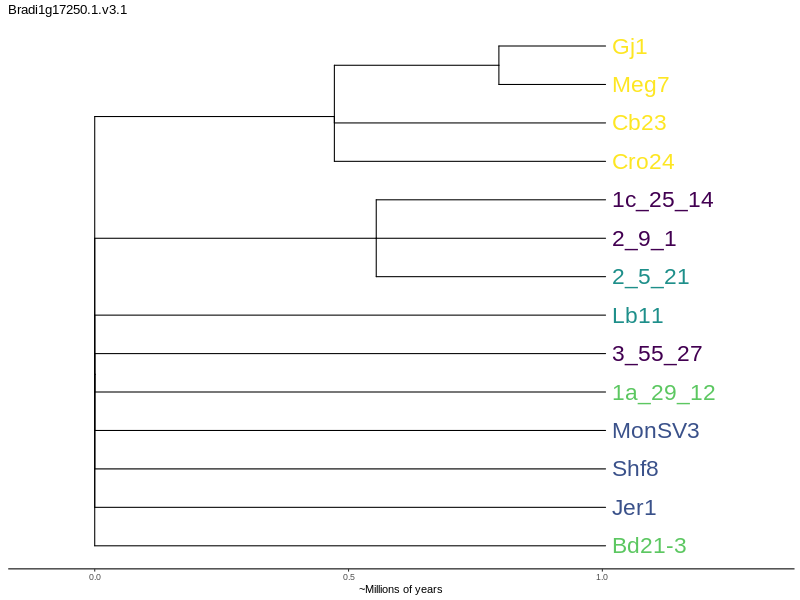 Bradi1g17250.1.v3.1
Gj1
Meg7
Cb23
Cro24
1c_25_14
2_9_1
2_5_21
Lb11
3_55_27
1a_29_12
MonSV3
Shf8
Jer1
Bd21-3
0.0 0.5 1.0
~Millions of years